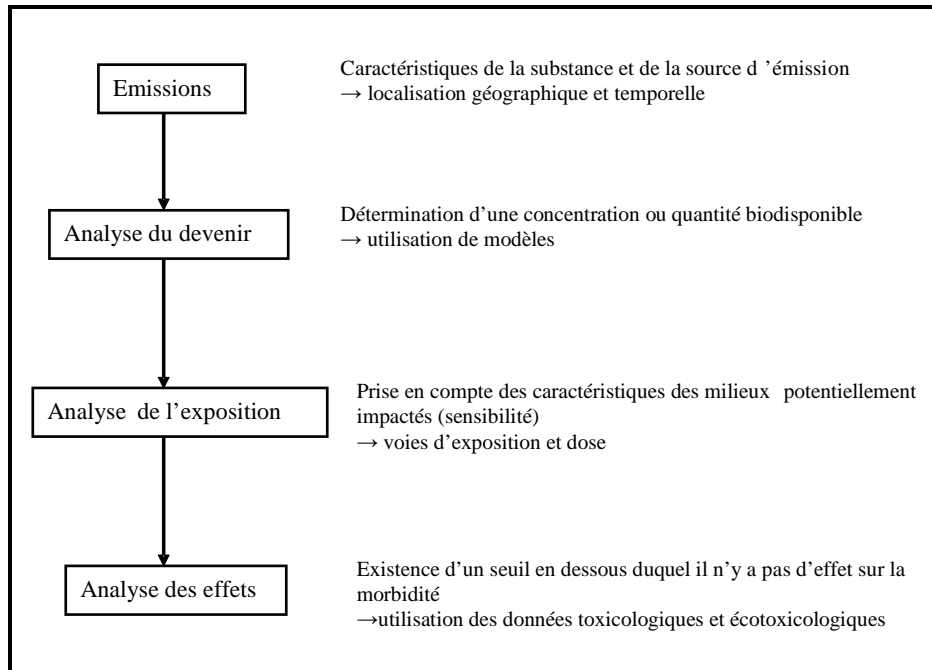 Emissions
Caractéristiques de la substance et de la source d ’émission
→ localisation géographique et temporelle
Analyse du devenir
Détermination d’une concentration ou quantité biodisponible
→ utilisation de modèles
Analyse de l’exposition
Prise en compte des caractéristiques des milieux potentiellement
impactés (sensibilité)
→ voies d’exposition et dose
Analyse des effets
Existence d’un seuil en dessous duquel il n’y a pas d’effet sur la
morbidité
→utilisation des données toxicologiques et écotoxicologiques